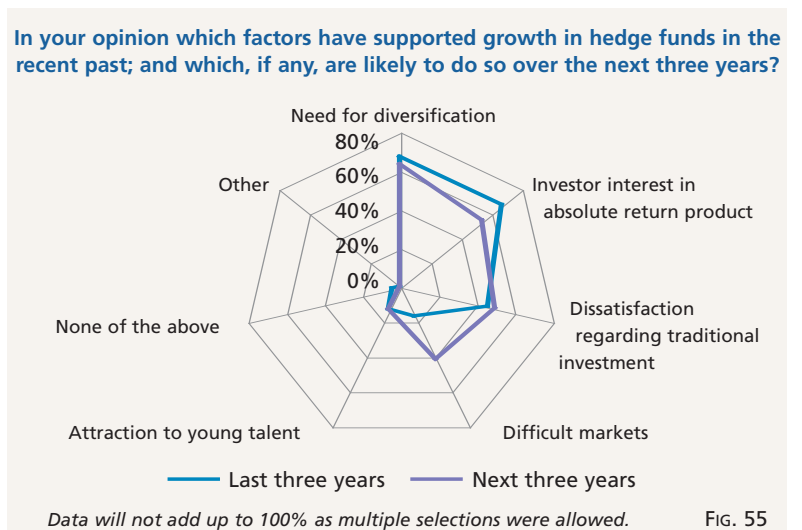 In your opinion which factors have supported growth in hedge funds in the
recent past; and which, if any, are likely to do so over the next three years?
Need for diversification
80%
60%
40%
20%
0%
Other
Investor interest in
absolute return product
Dissatisfaction
regarding traditional
investment
None of the above
Attraction to young talent
Difficult markets
Last three years
Next three years
Data will not add up to 100% as multiple selections were allowed.
FIG. 55